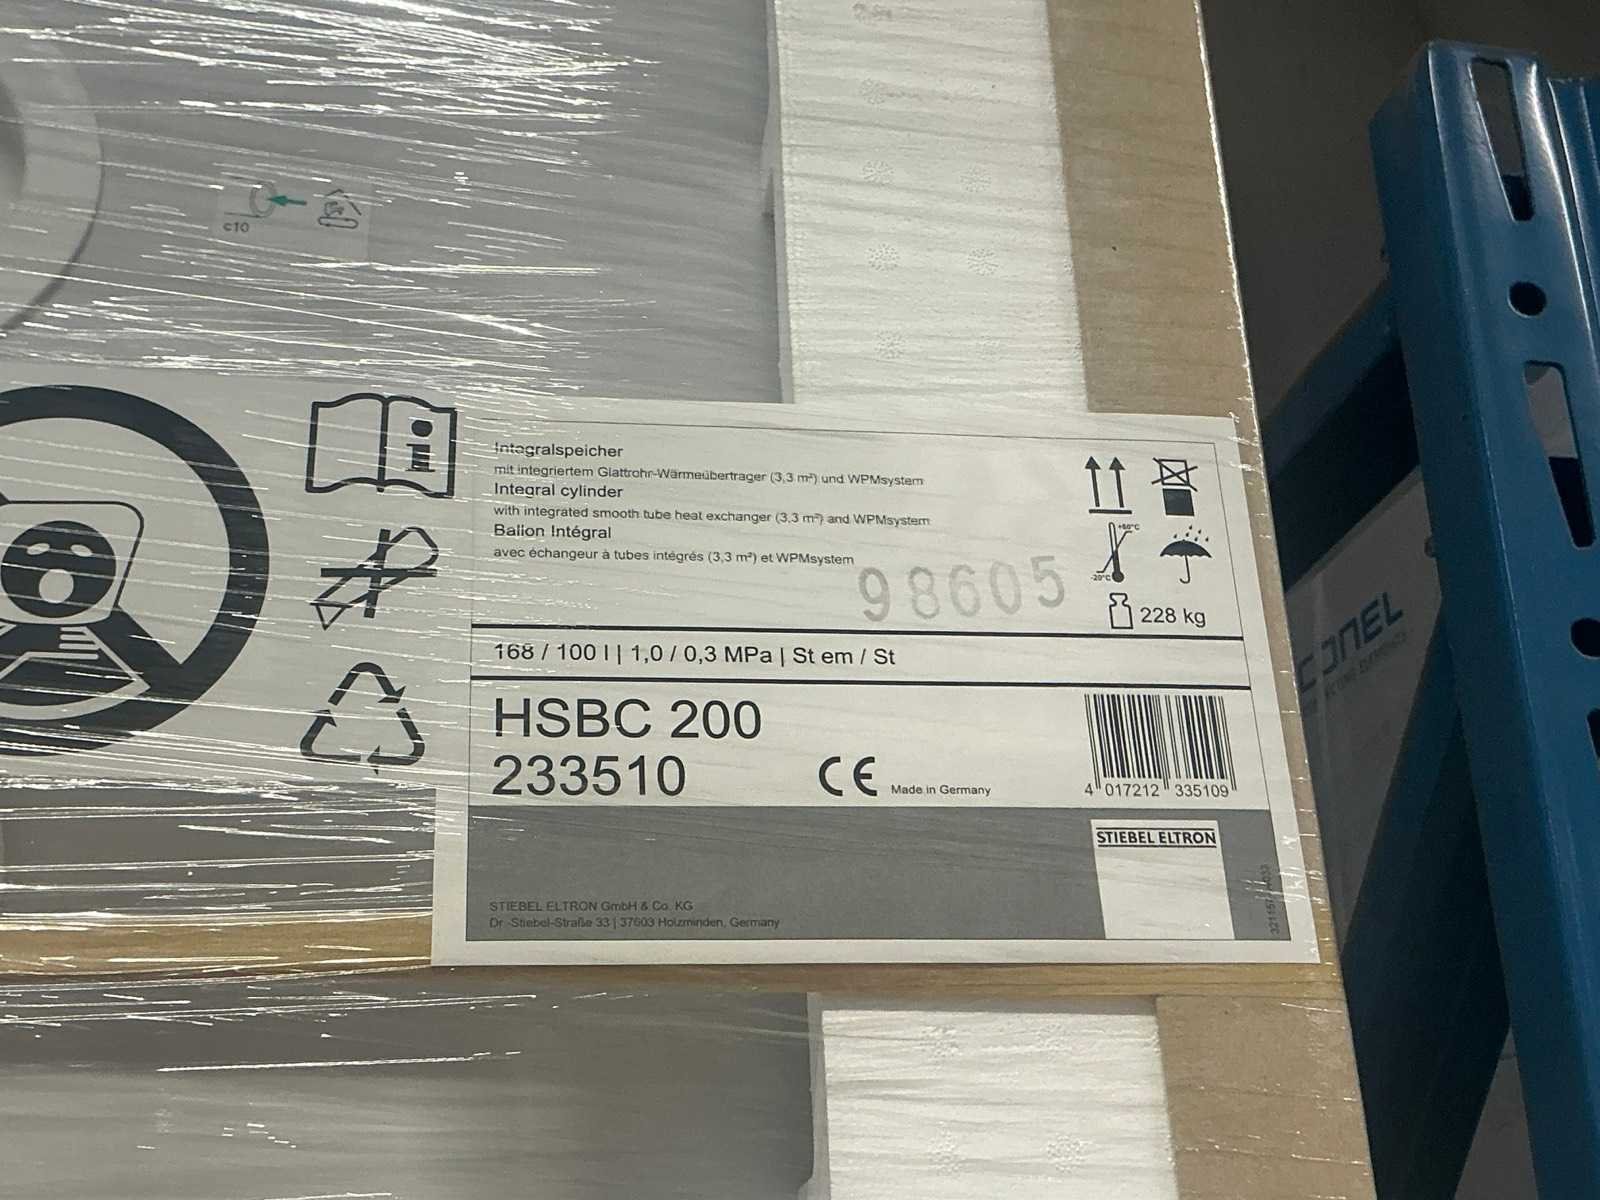 c10
Integralspeicher
mit integriertem Glattrohr-Wärmeübertrager (3,3 m²) und WPMsystem
Integral cylinder
with integrated smooth tube heat exchanger (3,3 m²) and WPMsystem
Ballon Intégral
avec échangeur à tubes intégrés (3,3 m²) et WPMsystem
98605
+60°C
-20°C
228 kg
168 / 100 l | 1,0 / 0,3 MPa | St em / St
HSBC 200
233510
CE Made in Germany
4 017212 335109
STIEBEL ELTRON
STIEBEL ELTRON GmbH & Co. KG
Dr.-Stiebel-Straße 33 | 37603 Holzminden, Germany
CONEL